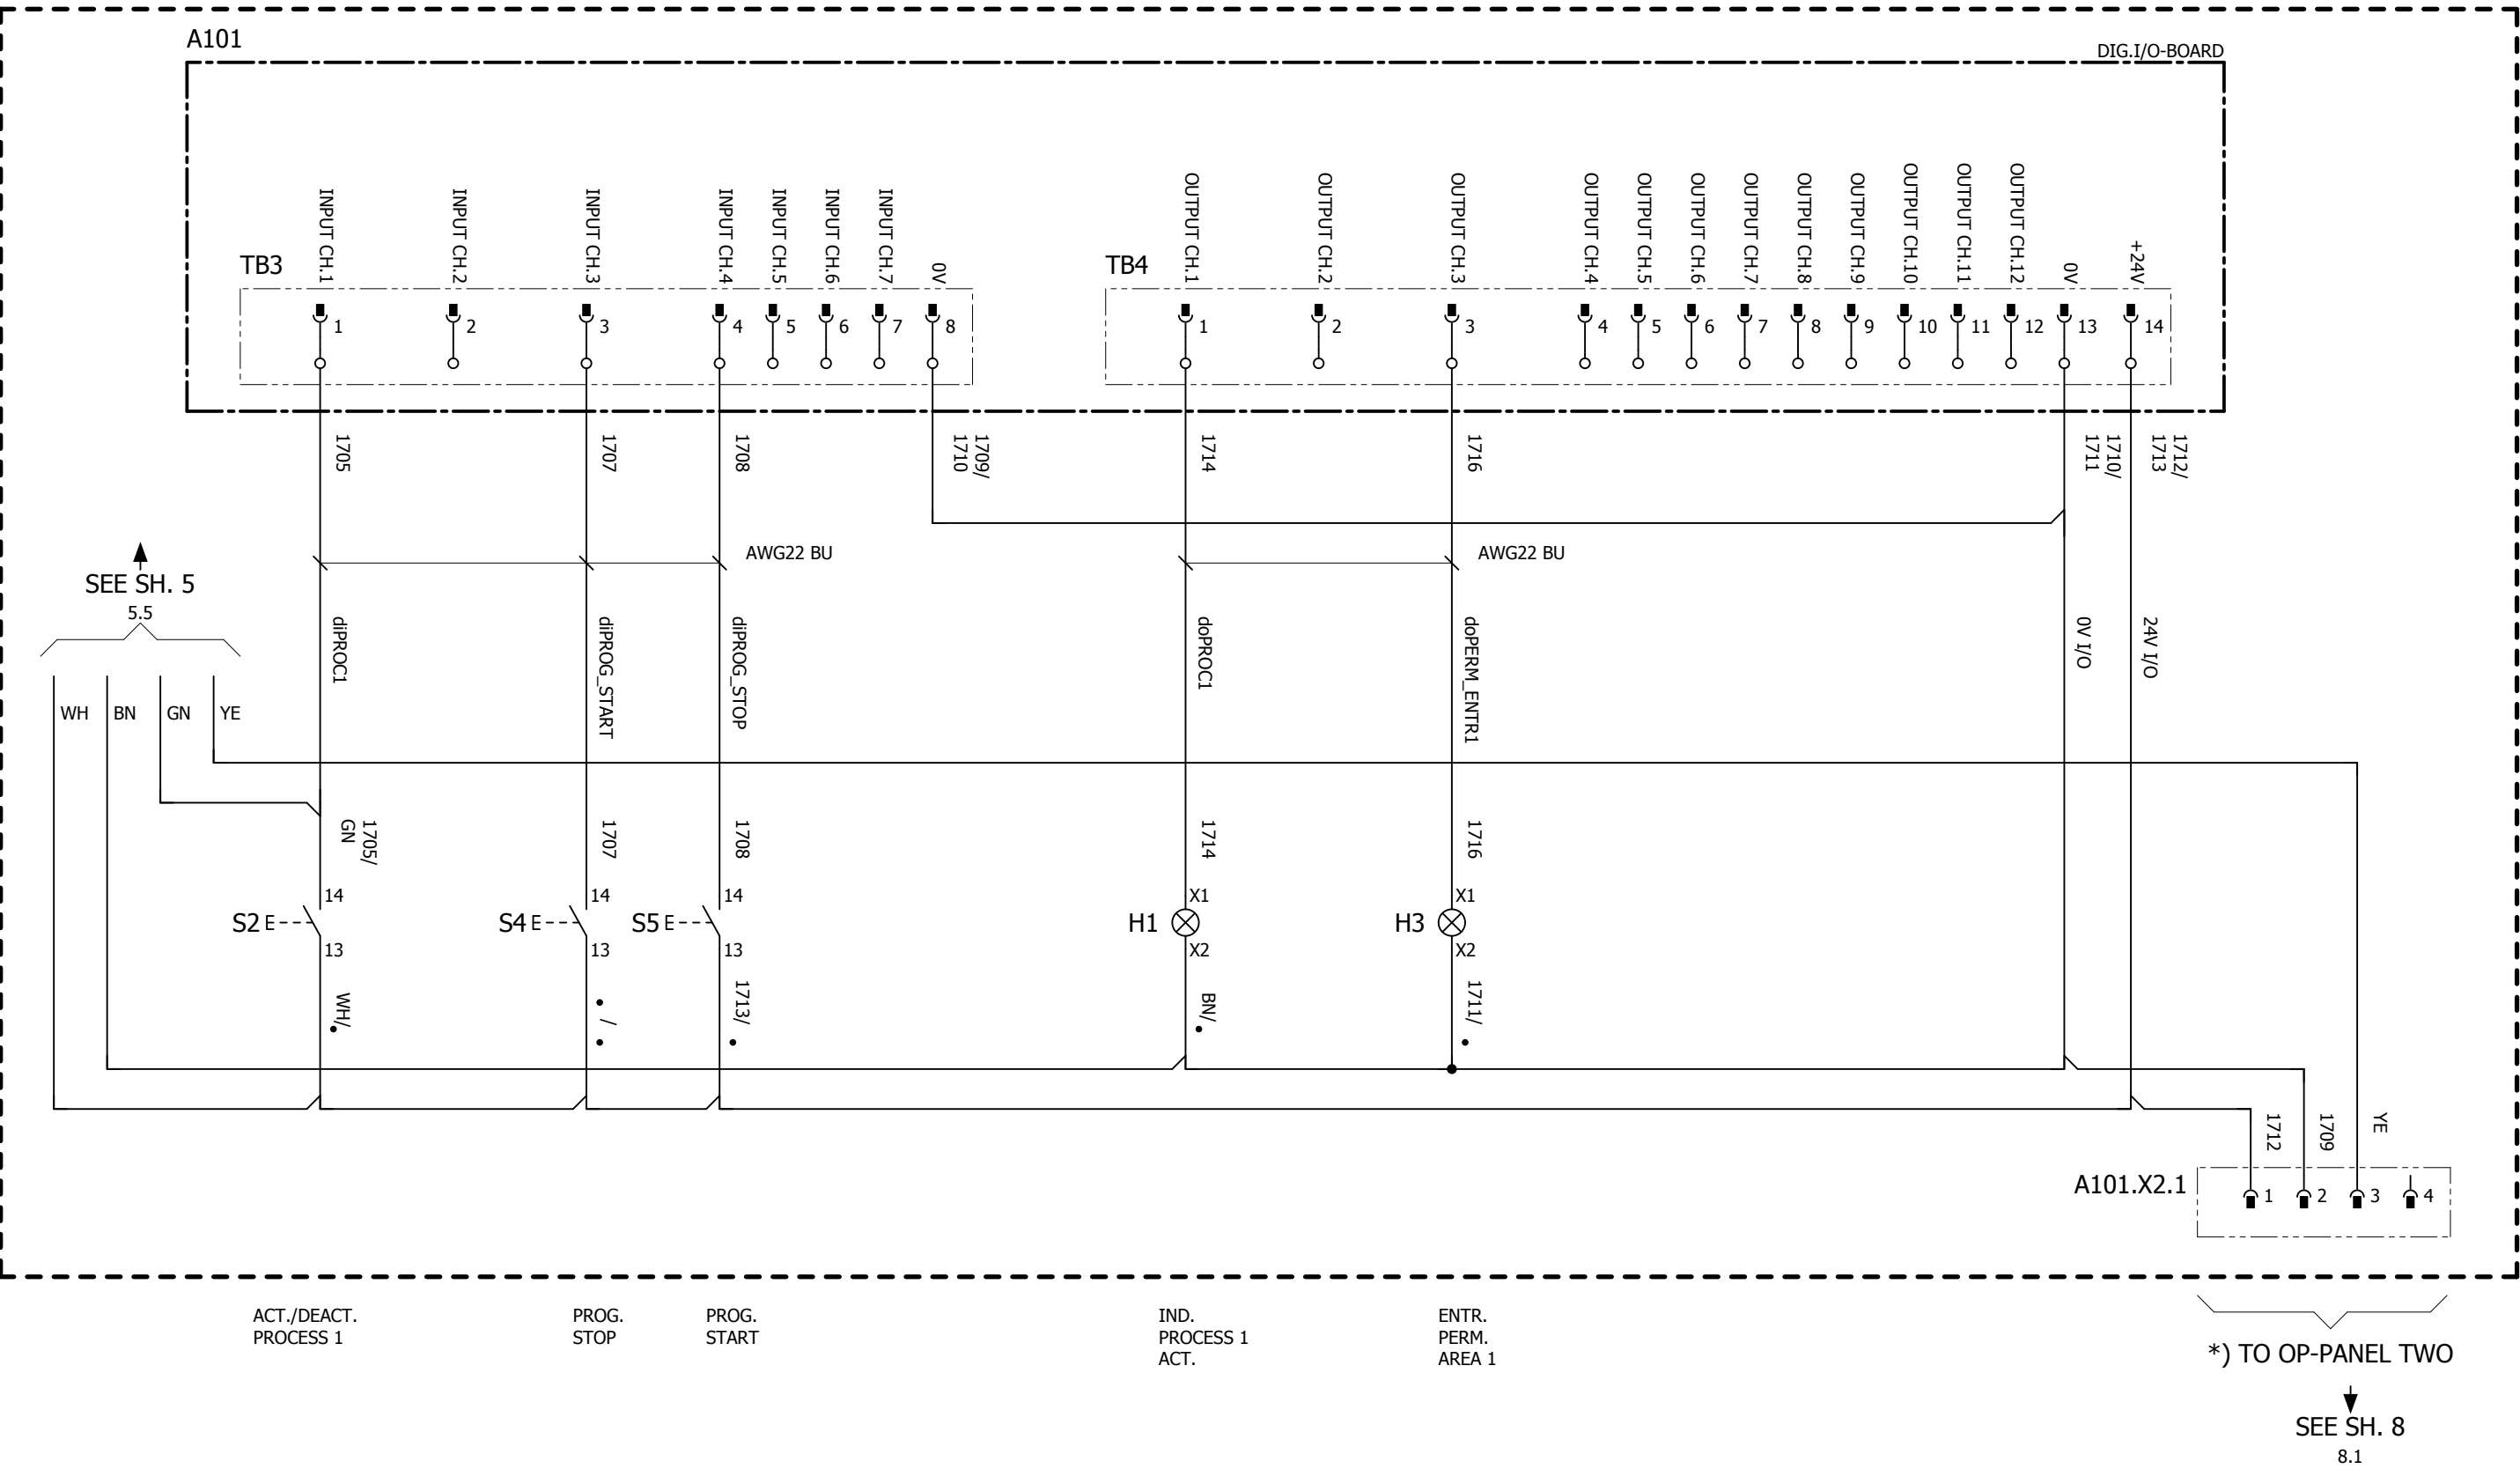 A101
DIG.I/O-BOARD
INPUT CH.1
INPUT CH.2
INPUT CH.3
INPUT CH.4
INPUT CH.5
INPUT CH.6
INPUT CH.7
0V
OUTPUT CH.1
OUTPUT CH.2
OUTPUT CH.3
OUTPUT CH.4
OUTPUT CH.5
OUTPUT CH.6
OUTPUT CH.7
OUTPUT CH.8
OUTPUT CH.9
OUTPUT CH.10
OUTPUT CH.11
OUTPUT CH.12
0V
+24V
TB3
TB4
1
2
3
4
5
6
7
8
1
2
3
4
5
6
7
8
9
10
11
12
13
14
1705
1707
1708
1709/
1710
1714
1716
1710/
1711
1712/
1713
AWG22 BU
AWG22 BU
SEE SH. 5
5.5
diPROC1
diPROG_START
diPROG_STOP
doPROC1
doPERM_ENTR1
0V I/O
24V I/O
WH
BN
GN
YE
1705/
GN
1707
1708
1714
1716
14
14
14
X1
X1
S2
S4
S5
H1
H3
13
13
13
X2
X2
WH/
/
1713/
BN/
1711/
1712
1709
YE
A101.X2.1
1
2
3
4
ACT./DEACT.
PROCESS 1
PROG.
STOP
PROG.
START
IND.
PROCESS 1
ACT.
ENTR.
PERM.
AREA 1
*) TO OP-PANEL TWO
SEE SH. 8
8.1